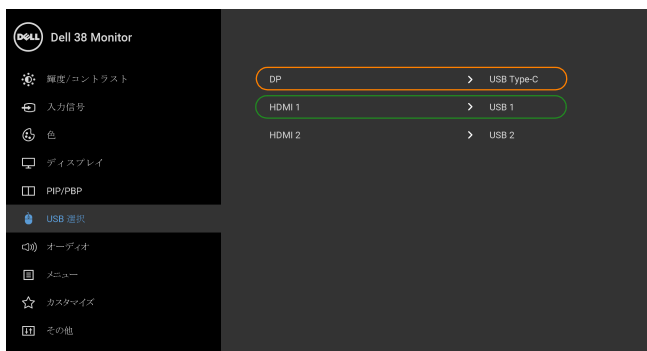 DELL Dell 38 Monitor
輝度/コントラスト
入力信号
色
ディスプレイ
PIP/PBP
USB 選択
オーディオ
メニュー
カスタマイズ
その他
DP > USB Type-C
HDMI 1 > USB 1
HDMI 2 > USB 2